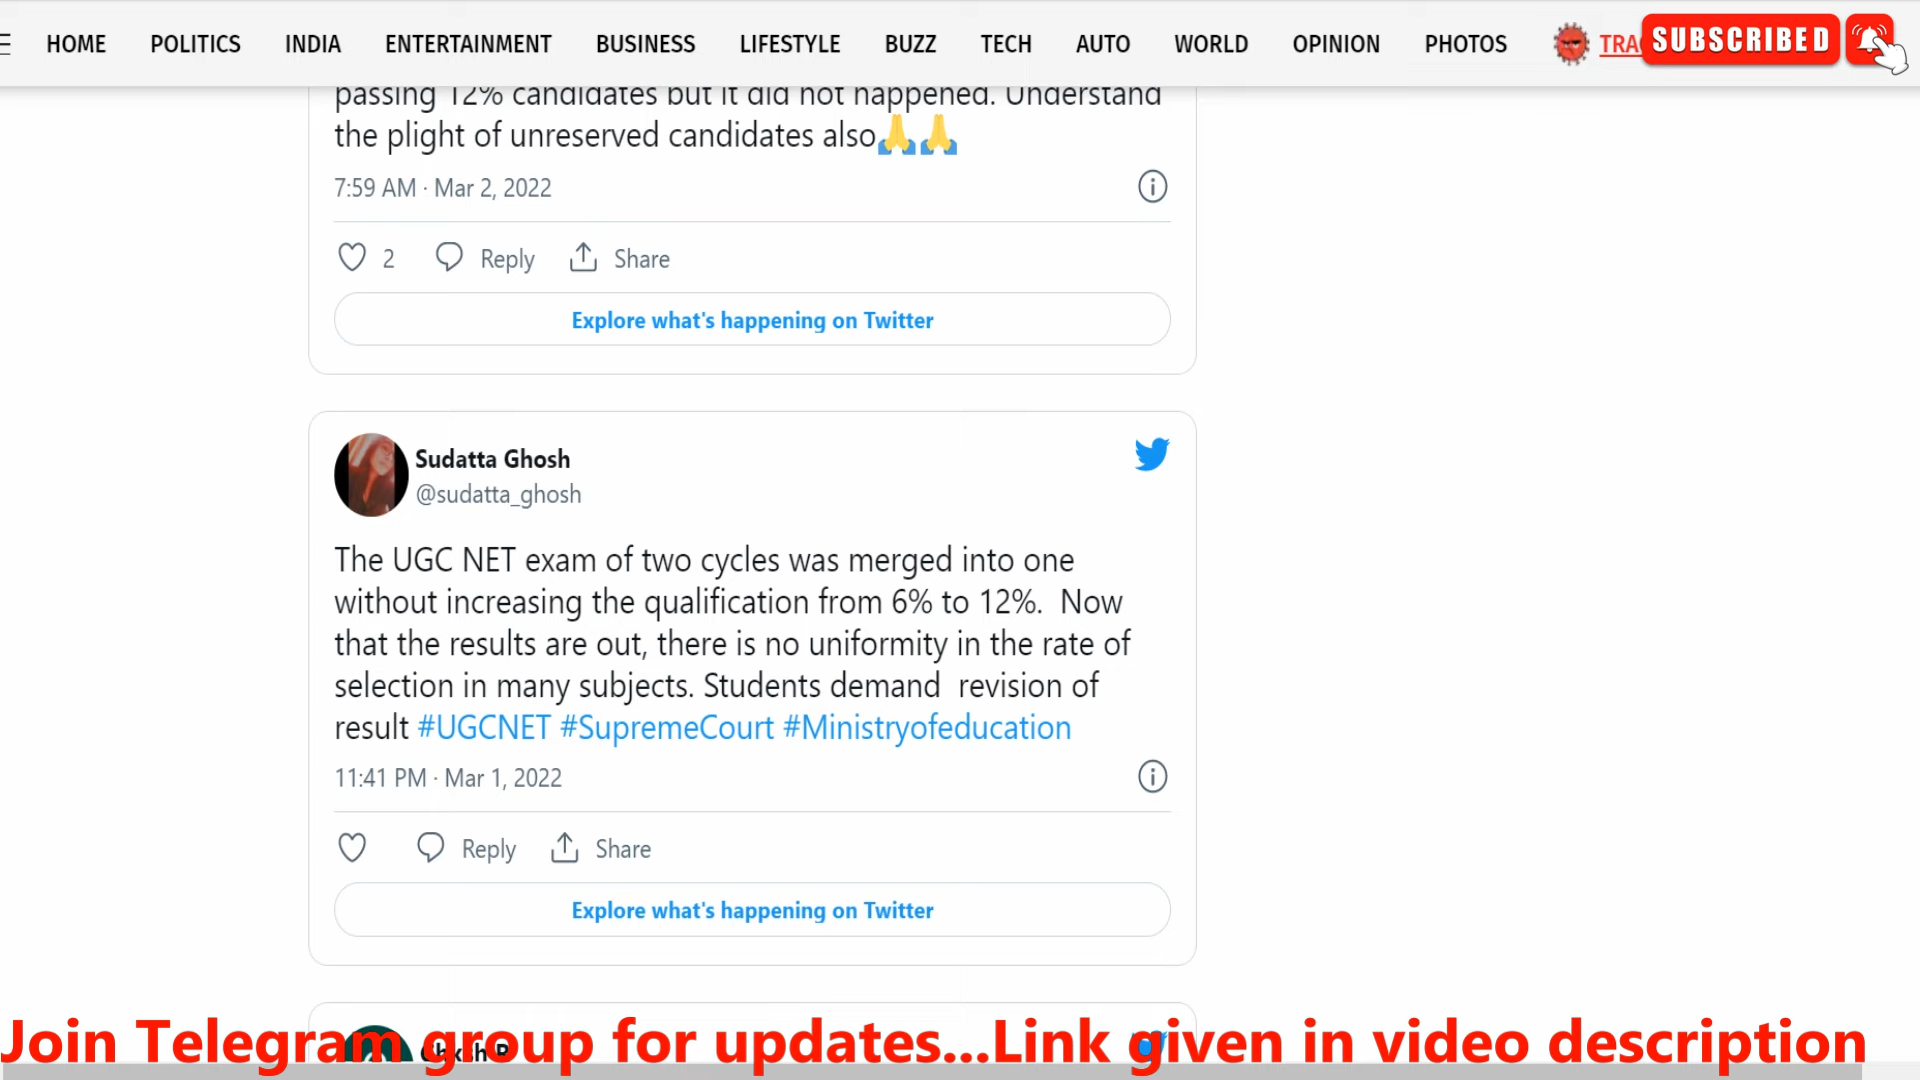 HOME POLITICS INDIA ENTERTAINMENT BUSINESS LIFESTYLE BUZZ TECH AUTO WORLD OPINION PHOTOS TRA SUBSCRIBED
passing 12% candidates but it did not happened. Understand
the plight of unreserved candidates also🙏🙏
7:59 AM · Mar 2, 2022
2 Reply Share
Explore what's happening on Twitter
Sudatta Ghosh
@sudatta_ghosh
The UGC NET exam of two cycles was merged into one
without increasing the qualification from 6% to 12%.  Now
that the results are out, there is no uniformity in the rate of
selection in many subjects. Students demand  revision of
result #UGCNET #SupremeCourt #Ministryofeducation
11:41 PM · Mar 1, 2022
Reply Share
Explore what's happening on Twitter
Join Telegram group for updates...Link given in video description